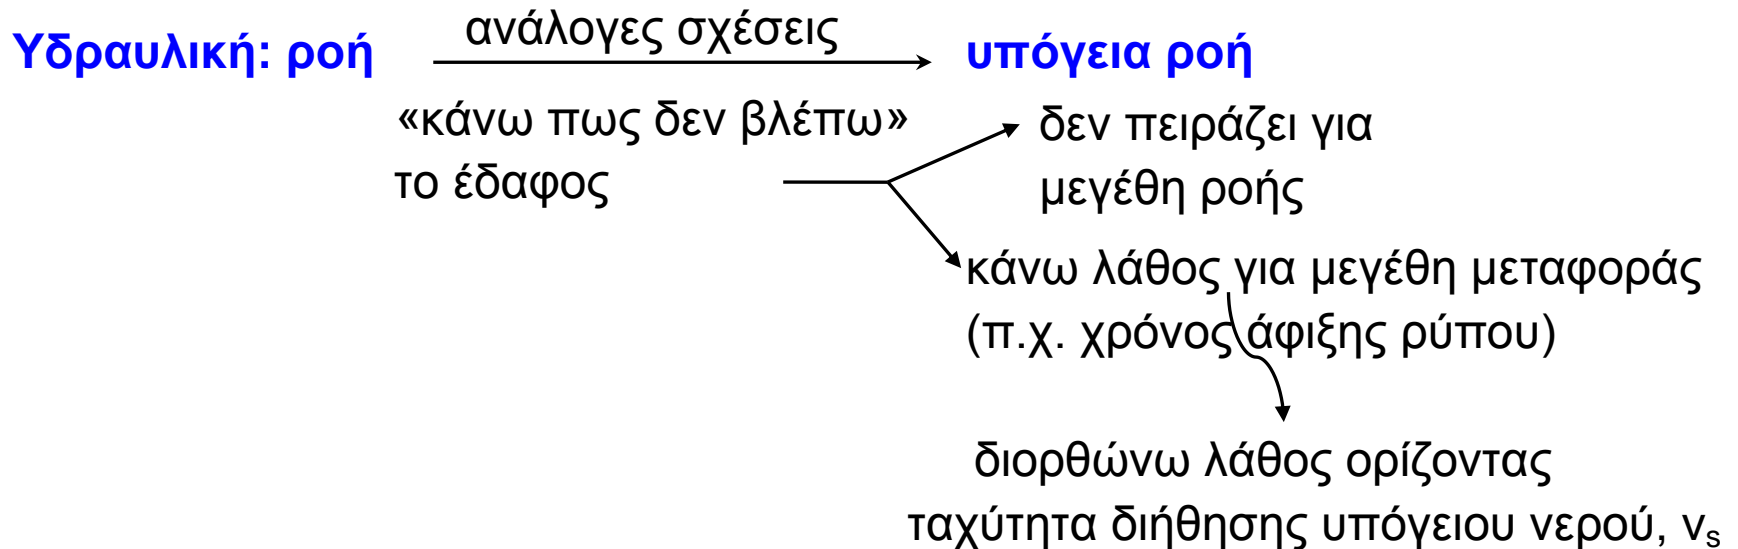 ανάλογες σχέσεις
Υδραυλική: ροή υπόγεια ροή
«κάνω πως δεν βλέπω» δεν πειράζει για
το έδαφος μεγέθη ροής
κάνω λάθος για μεγέθη μεταφοράς
(π.χ. χρόνος άφιξης ρύπου)
διορθώνω λάθος ορίζοντας
ταχύτητα διήθησης υπόγειου νερού, vₛ